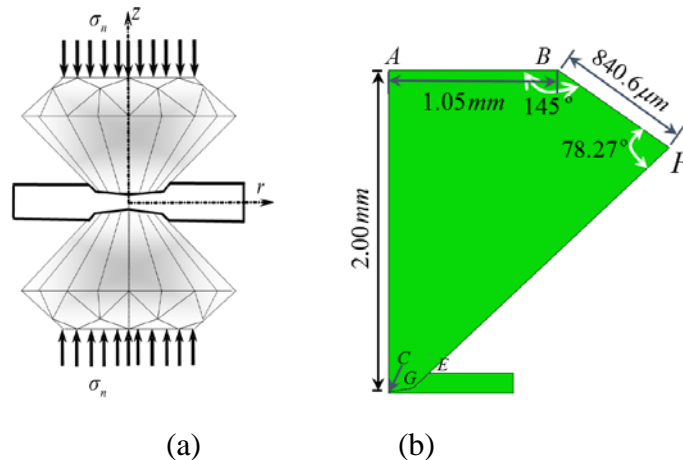 σₙ
z
r
σₙ
(a)
A
B
840.6μm
1.05mm
145°
78.27°
F
2.00mm
C
G
E
(b)